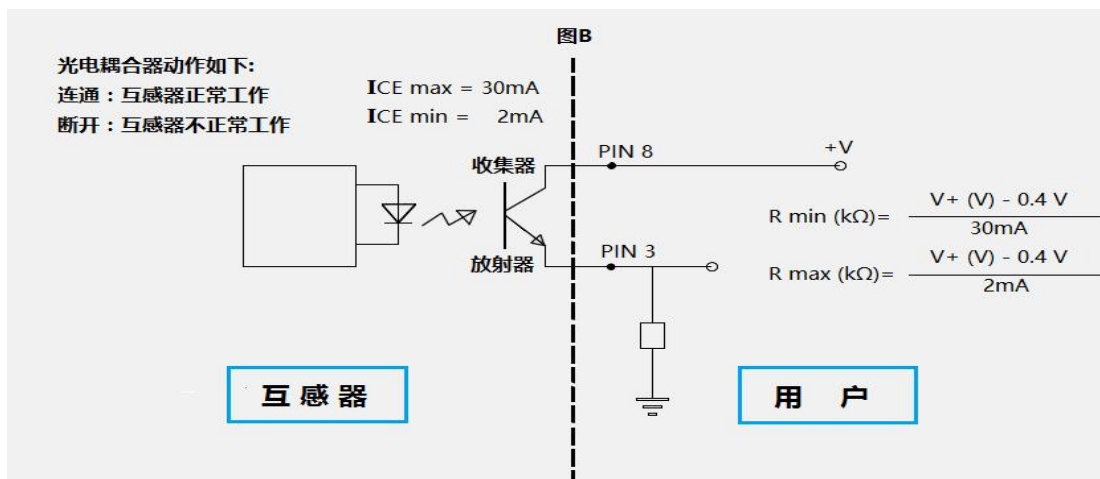 图B
光电耦合器动作如下:
连通：互感器正常工作
断开：互感器不正常工作
ICE max = 30mA
ICE min = 2mA
收集器
PIN 8
+V
放射器
PIN 3
R min (kΩ)= V+ (V) - 0.4 V
30mA
R max (kΩ)= V+ (V) - 0.4 V
2mA
互感器
用 户